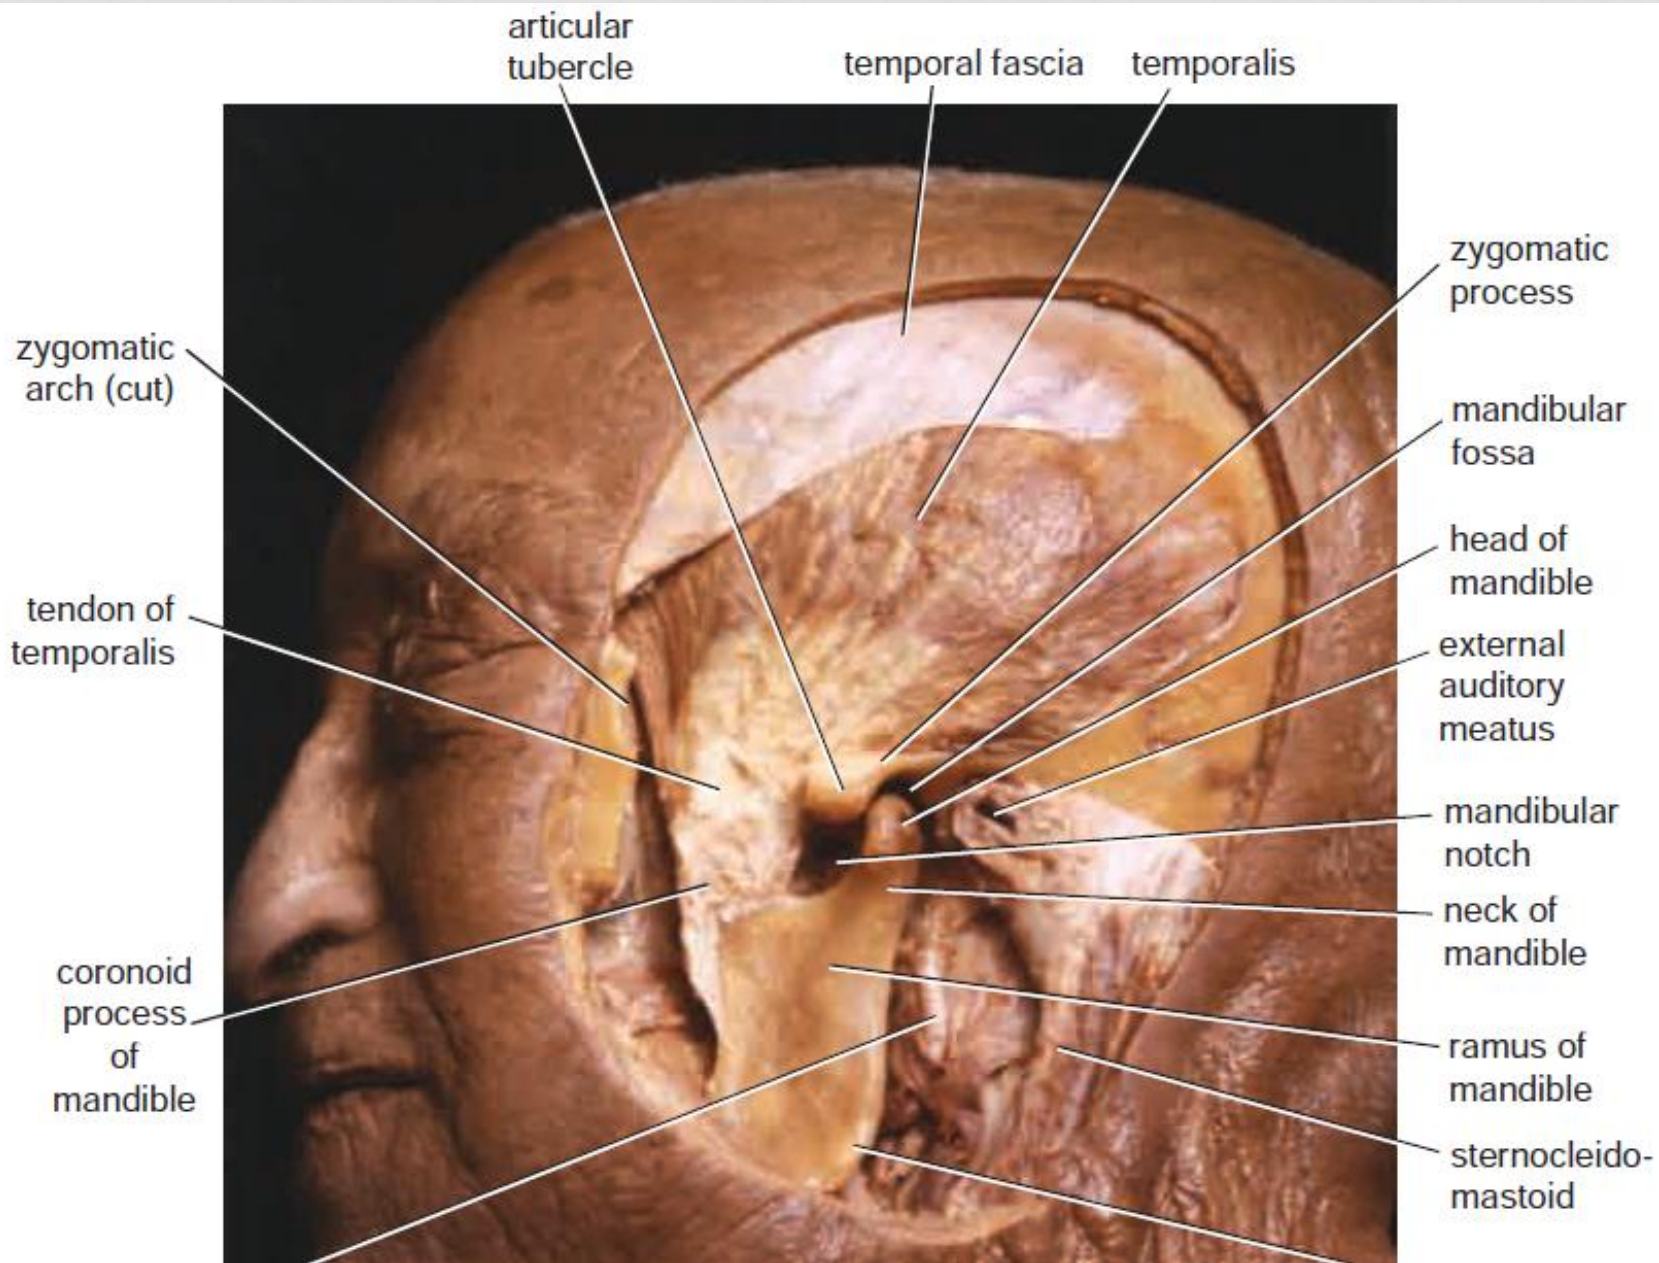 articular
tubercle
temporal fascia
temporalis
zygomatic
process
zygomatic
arch (cut)
mandibular
fossa
head of
mandible
tendon of
temporalis
external
auditory
meatus
mandibular
notch
neck of
mandible
coronoid
process
of
mandible
ramus of
mandible
sternocleido-
mastoid